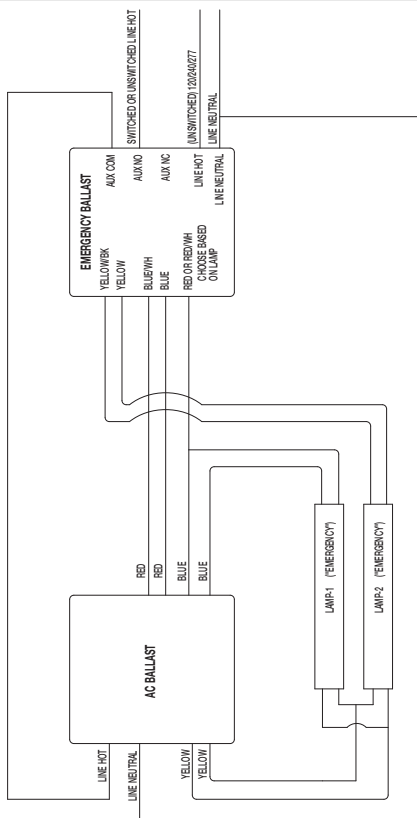 EMERGENCY BALLAST
AUX COM
AUX NO
AUX NC
LINE HOT
LINE NEUTRAL
YELLOW/BK
YELLOW
BLUE/WH
BLUE
RED OR RED/WH
CHOOSE BASED
ON LAMP
SWITCHED OR UNSWITCHED LINE HOT
(UNSWITCHED) 120/240/277
LINE NEUTRAL
RED
RED
BLUE
BLUE
AC BALLAST
LINE HOT
LINE NEUTRAL
YELLOW
YELLOW
LAMP-1 ("EMERGENCY")
LAMP-2 ("EMERGENCY")